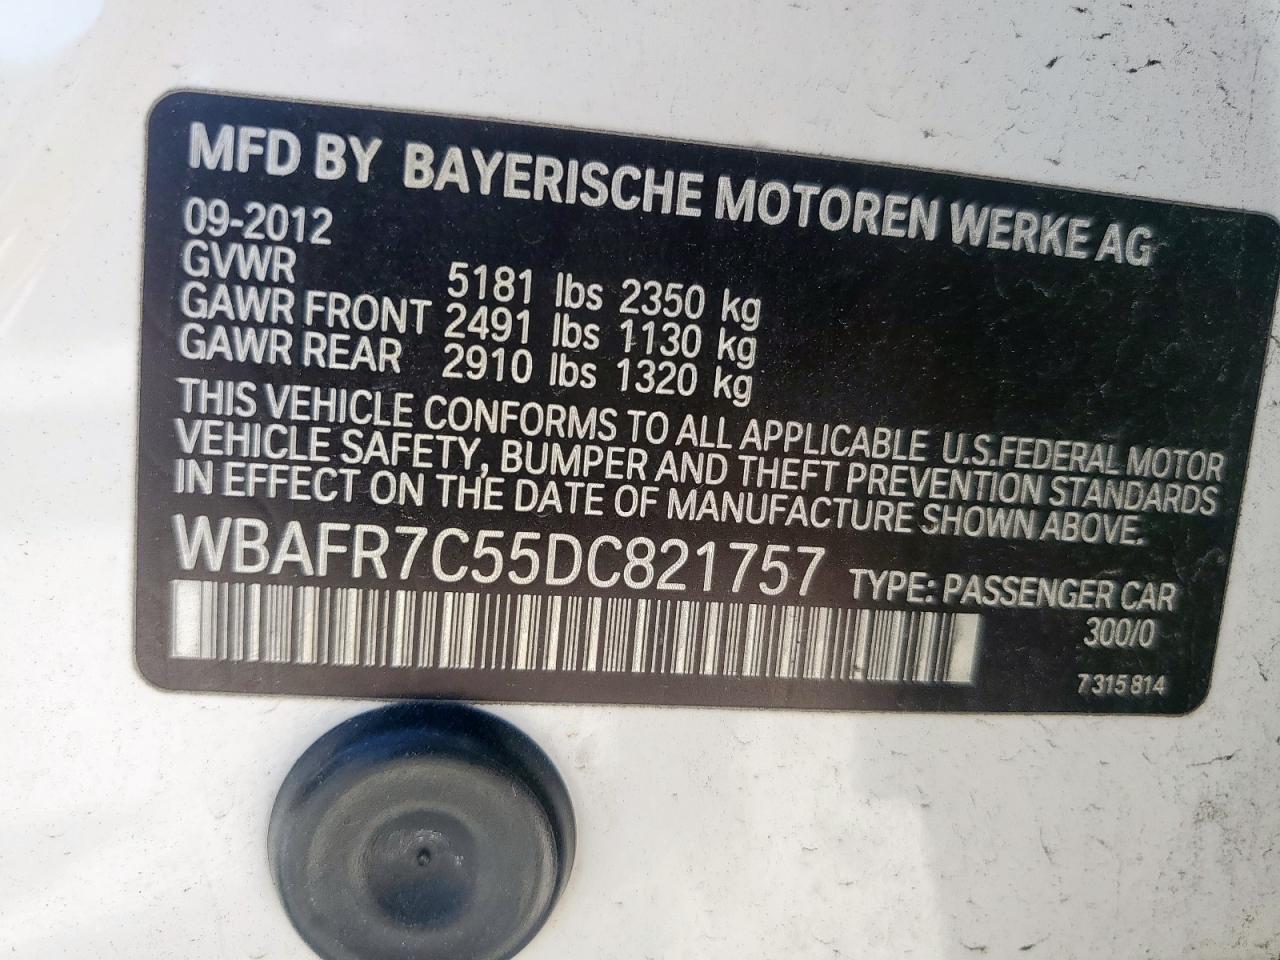 MFD BY BAYERISCHE MOTOREN WERKE AG
09-2012
GVWR 5181 lbs 2350 kg
GAWR FRONT 2491 lbs 1130 kg
GAWR REAR 2910 lbs 1320 kg
THIS VEHICLE CONFORMS TO ALL APPLICABLE U.S.FEDERAL MOTOR
VEHICLE SAFETY, BUMPER AND THEFT PREVENTION STANDARDS
IN EFFECT ON THE DATE OF MANUFACTURE SHOWN ABOVE.
WBAFR7C55DC821757 TYPE: PASSENGER CAR
300/0
7 315 814